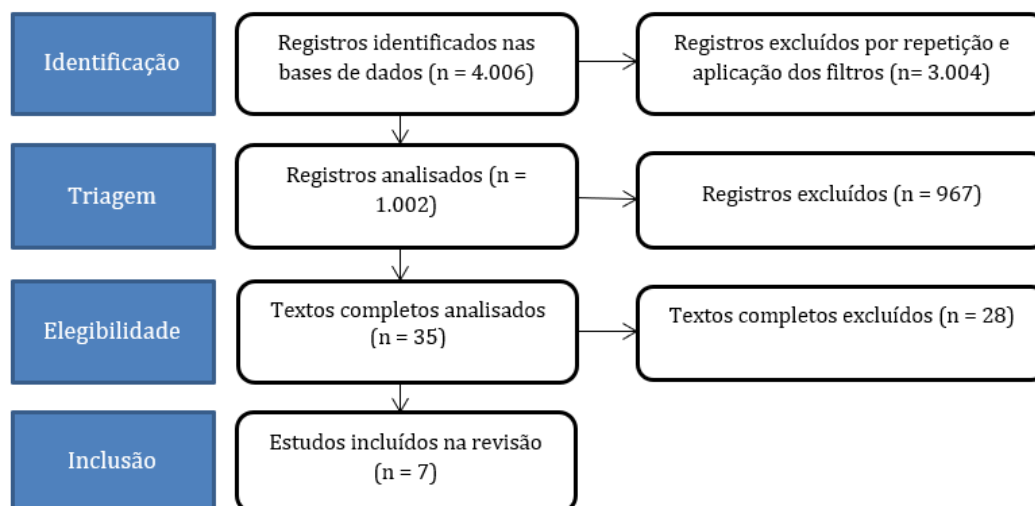 Identificação
Registros identificados nas
bases de dados (n = 4.006)
Registros excluídos por repetição e
aplicação dos filtros (n= 3.004)
Triagem
Registros analisados (n =
1.002)
Registros excluídos (n = 967)
Elegibilidade
Textos completos analisados
(n = 35)
Textos completos excluídos (n = 28)
Inclusão
Estudos incluídos na revisão
(n = 7)